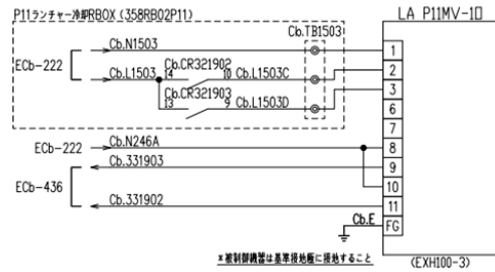 P11ランチャー冷却RBOX (358RB02P11)
LA P11MV-10
Cb.TB1503
Cb.N1503
1
ECb-222
Cb.CR321902
2
Cb.L1503
14
10
Cb.L1503C
3
Cb.CR321903
13
9
Cb.L1503D
6
7
ECb-222
Cb.N246A
8
Cb.331903
9
ECb-436
10
Cb.331902
11
Cb.E
FG
*被制御機器は基準接地極に接地すること
(EXH100-3)